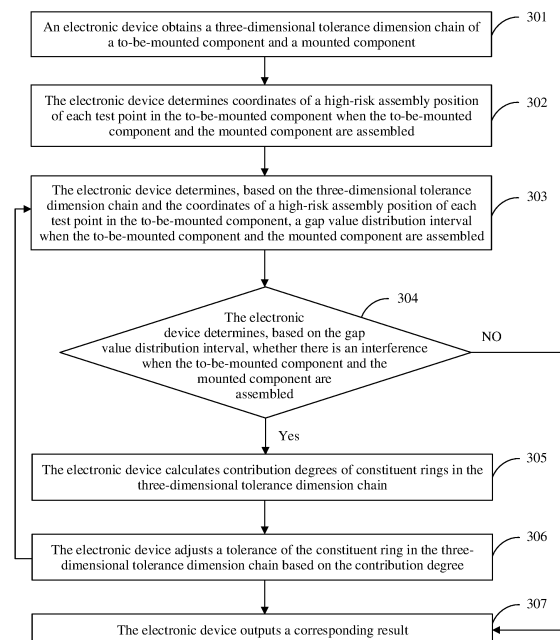 An electronic device obtains a three-dimensional tolerance dimension chain of
a to-be-mounted component and a mounted component
301
The electronic device determines coordinates of a high-risk assembly position
of each test point in the to-be-mounted component when the to-be-mounted
component and the mounted component are assembled
302
The electronic device determines, based on the three-dimensional tolerance
dimension chain and the coordinates of a high-risk assembly position of each
test point in the to-be-mounted component, a gap value distribution interval
when the to-be-mounted component and the mounted component are assembled
303
The electronic
device determines, based on the gap
value distribution interval, whether there is an interference
when the to-be-mounted component and the
mounted component are
assembled
304
NO
Yes
The electronic device calculates contribution degrees of constituent rings in the
three-dimensional tolerance dimension chain
305
The electronic device adjusts a tolerance of the constituent ring in the three-
dimensional tolerance dimension chain based on the contribution degree
306
The electronic device outputs a corresponding result
307